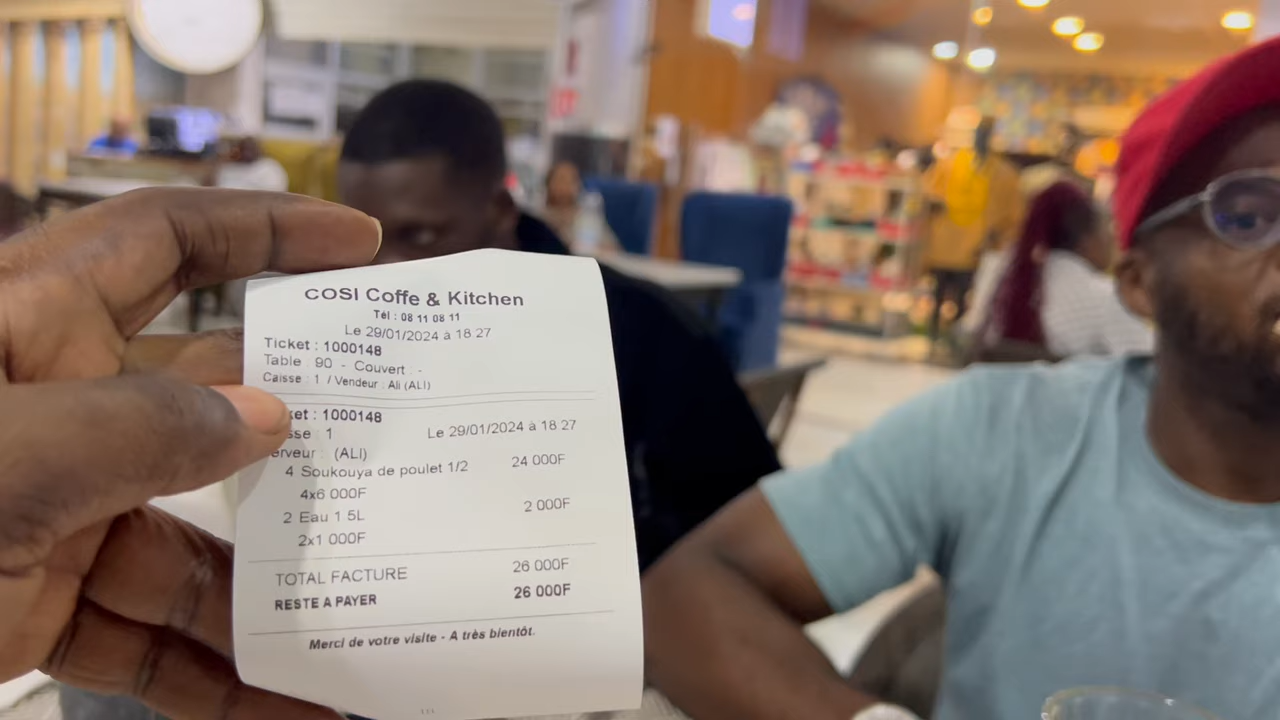 COSI Coffe & Kitchen
Tél : 08 11 08 11
Le 29/01/2024 à 18 27
Ticket : 1000148
Table : 90 - Couvert : -
Caisse : 1 / Vendeur : Ali (ALI)
ket : 1000148
sse : 1 Le 29/01/2024 à 18 27
erveur : (ALI)
4 Soukouya de poulet 1/2 24 000F
4x6 000F
2 Eau 1 5L 2 000F
2x1 000F
TOTAL FACTURE 26 000F
RESTE A PAYER 26 000F
Merci de votre visite - A très bientôt.